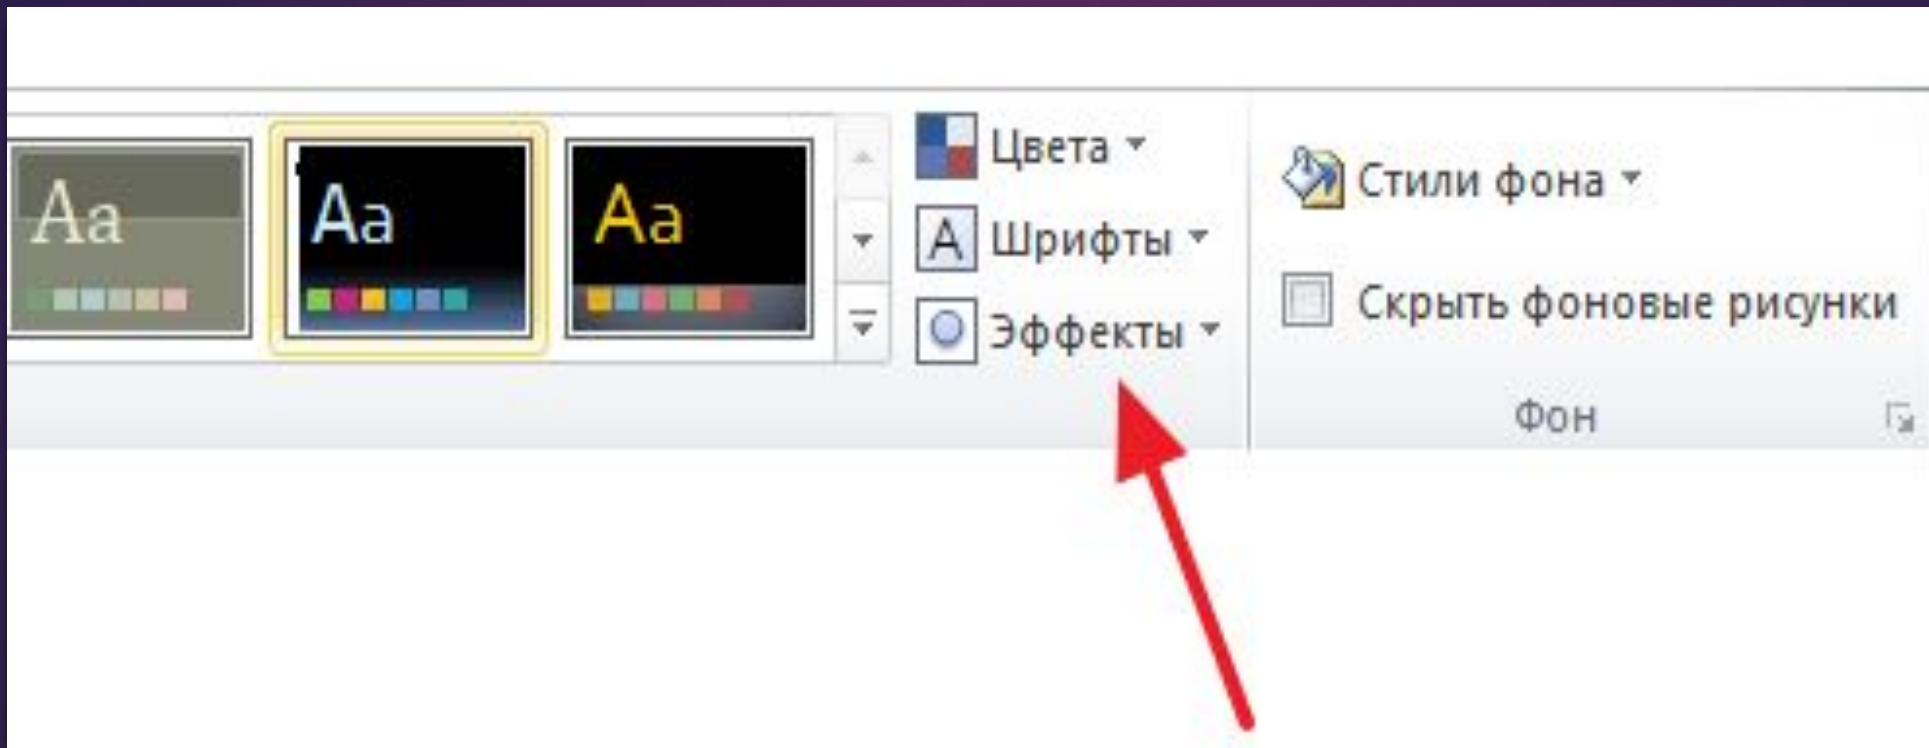 Aa
Aa
Aa
Цвета
A Шрифты
Эффекты
Стили фона
Скрыть фоновые рисунки
Фон